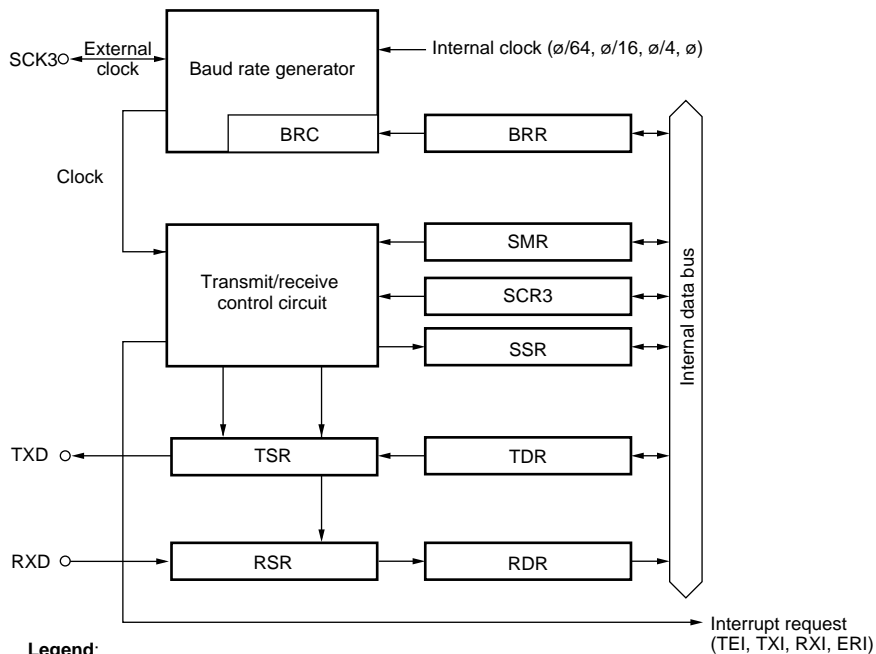 SCK3
External
clock
Baud rate generator
Internal clock (ø/64, ø/16, ø/4, ø)
BRC
BRR
Clock
Transmit/receive
control circuit
SMR
SCR3
SSR
Internal data bus
TXD
TSR
TDR
RXD
RSR
RDR
Interrupt request
(TEI, TXI, RXI, ERI)
Legend: